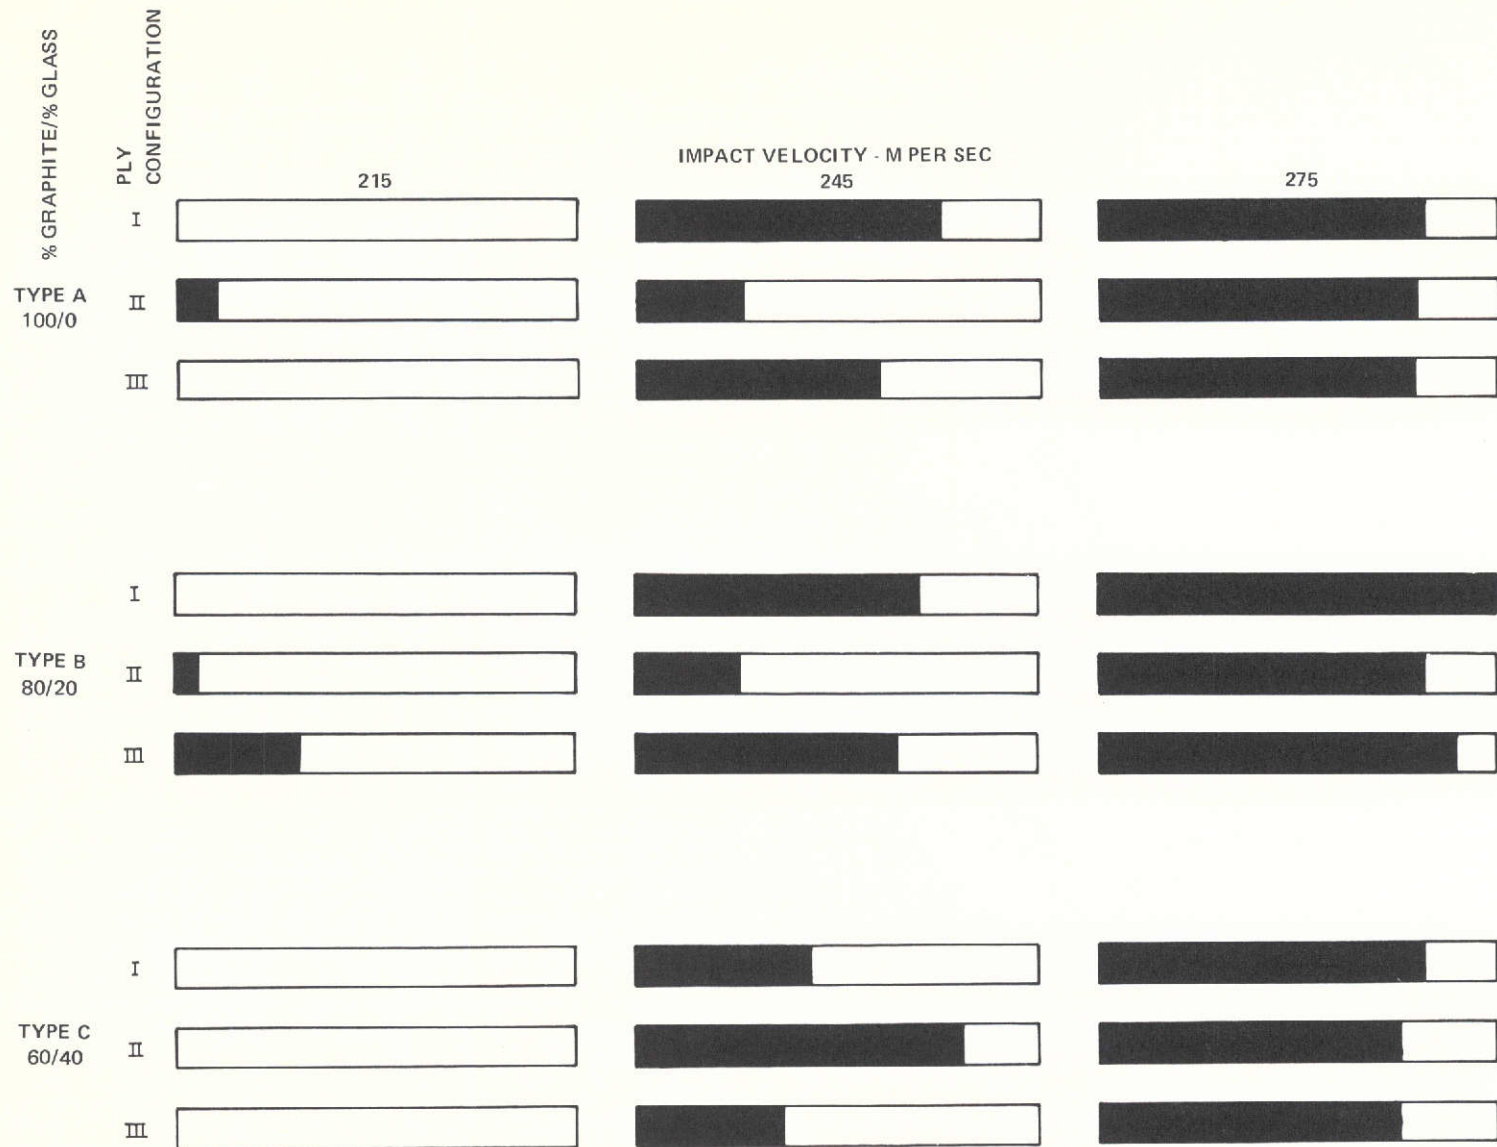 % GRAPHITE/% GLASS
PLY
CONFIGURATION
IMPACT VELOCITY - M PER SEC
215
245
275
I
TYPE A
100/0
II
III
I
TYPE B
80/20
II
III
I
TYPE C
60/40
II
III